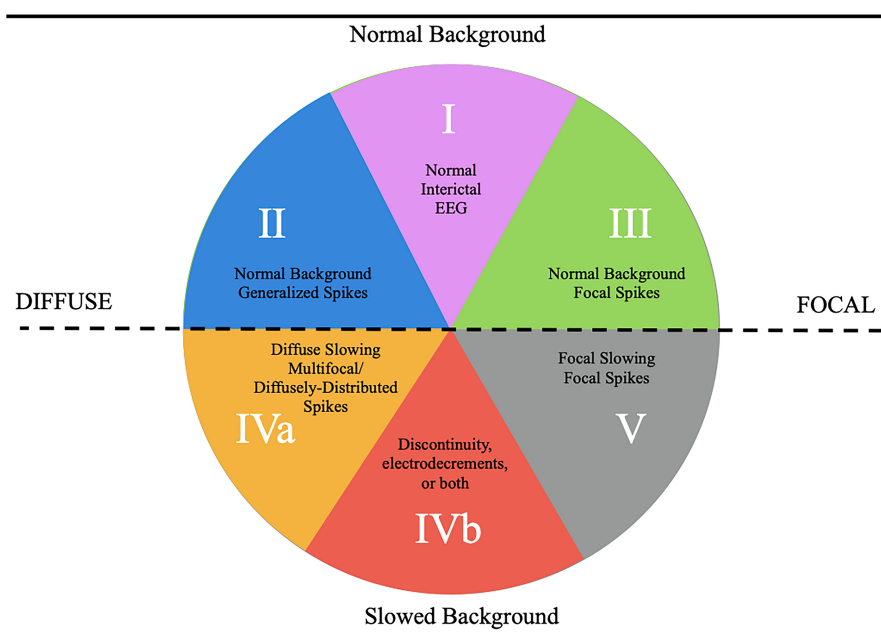 Normal Background
I
Normal
Interictal
EEG
II
Normal Background
Generalized Spikes
III
Normal Background
Focal Spikes
DIFFUSE
FOCAL
Diffuse Slowing
Multifocal/
Diffusely-Distributed
Spikes
IVa
Focal Slowing
Focal Spikes
V
Discontinuity,
electrodecrements,
or both
IVb
Slowed Background